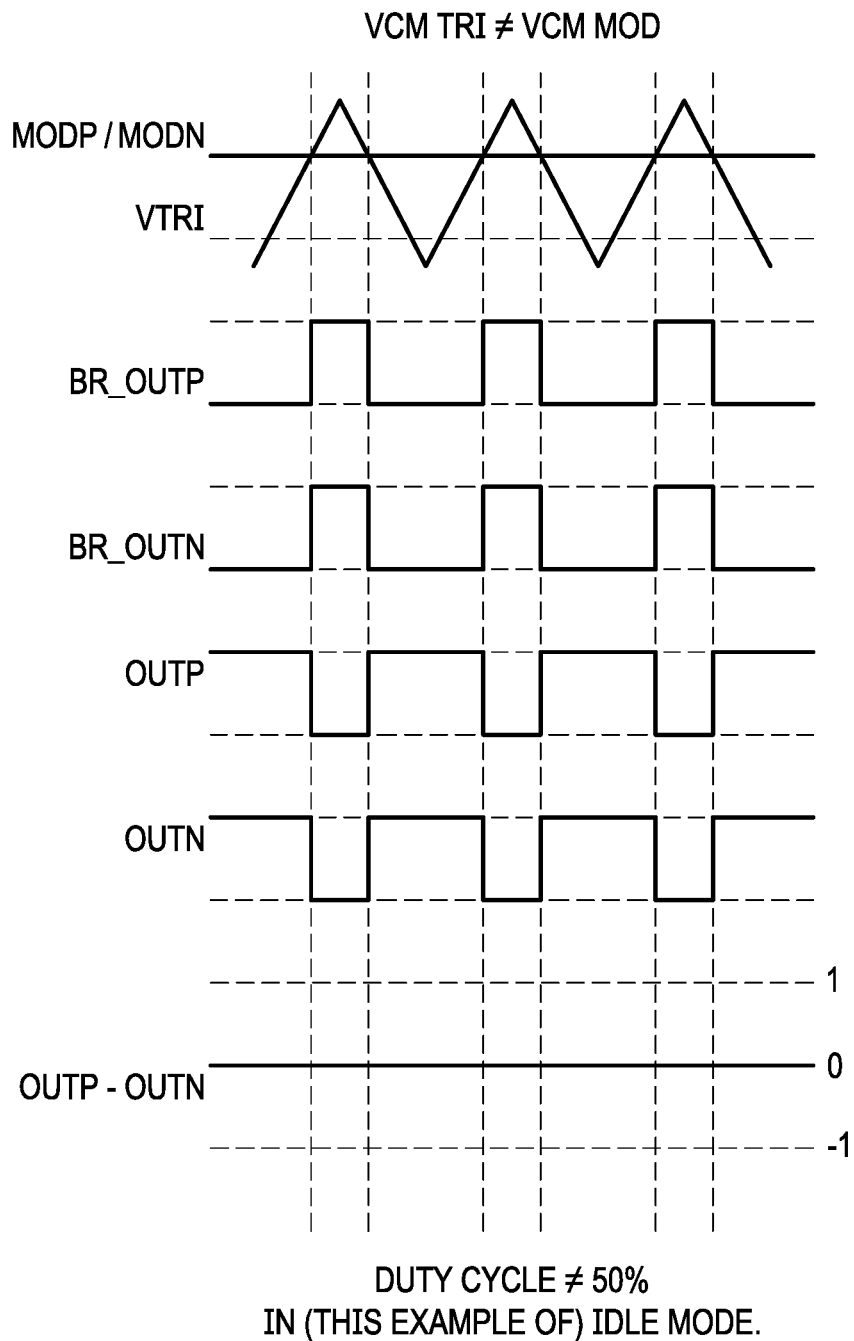 VCM TRI ≠ VCM MOD
MODP / MODN
VTRI
BR_OUTP
BR_OUTN
OUTP
OUTN
1
0
OUTP - OUTN
-1
DUTY CYCLE ≠ 50%
IN (THIS EXAMPLE OF) IDLE MODE.